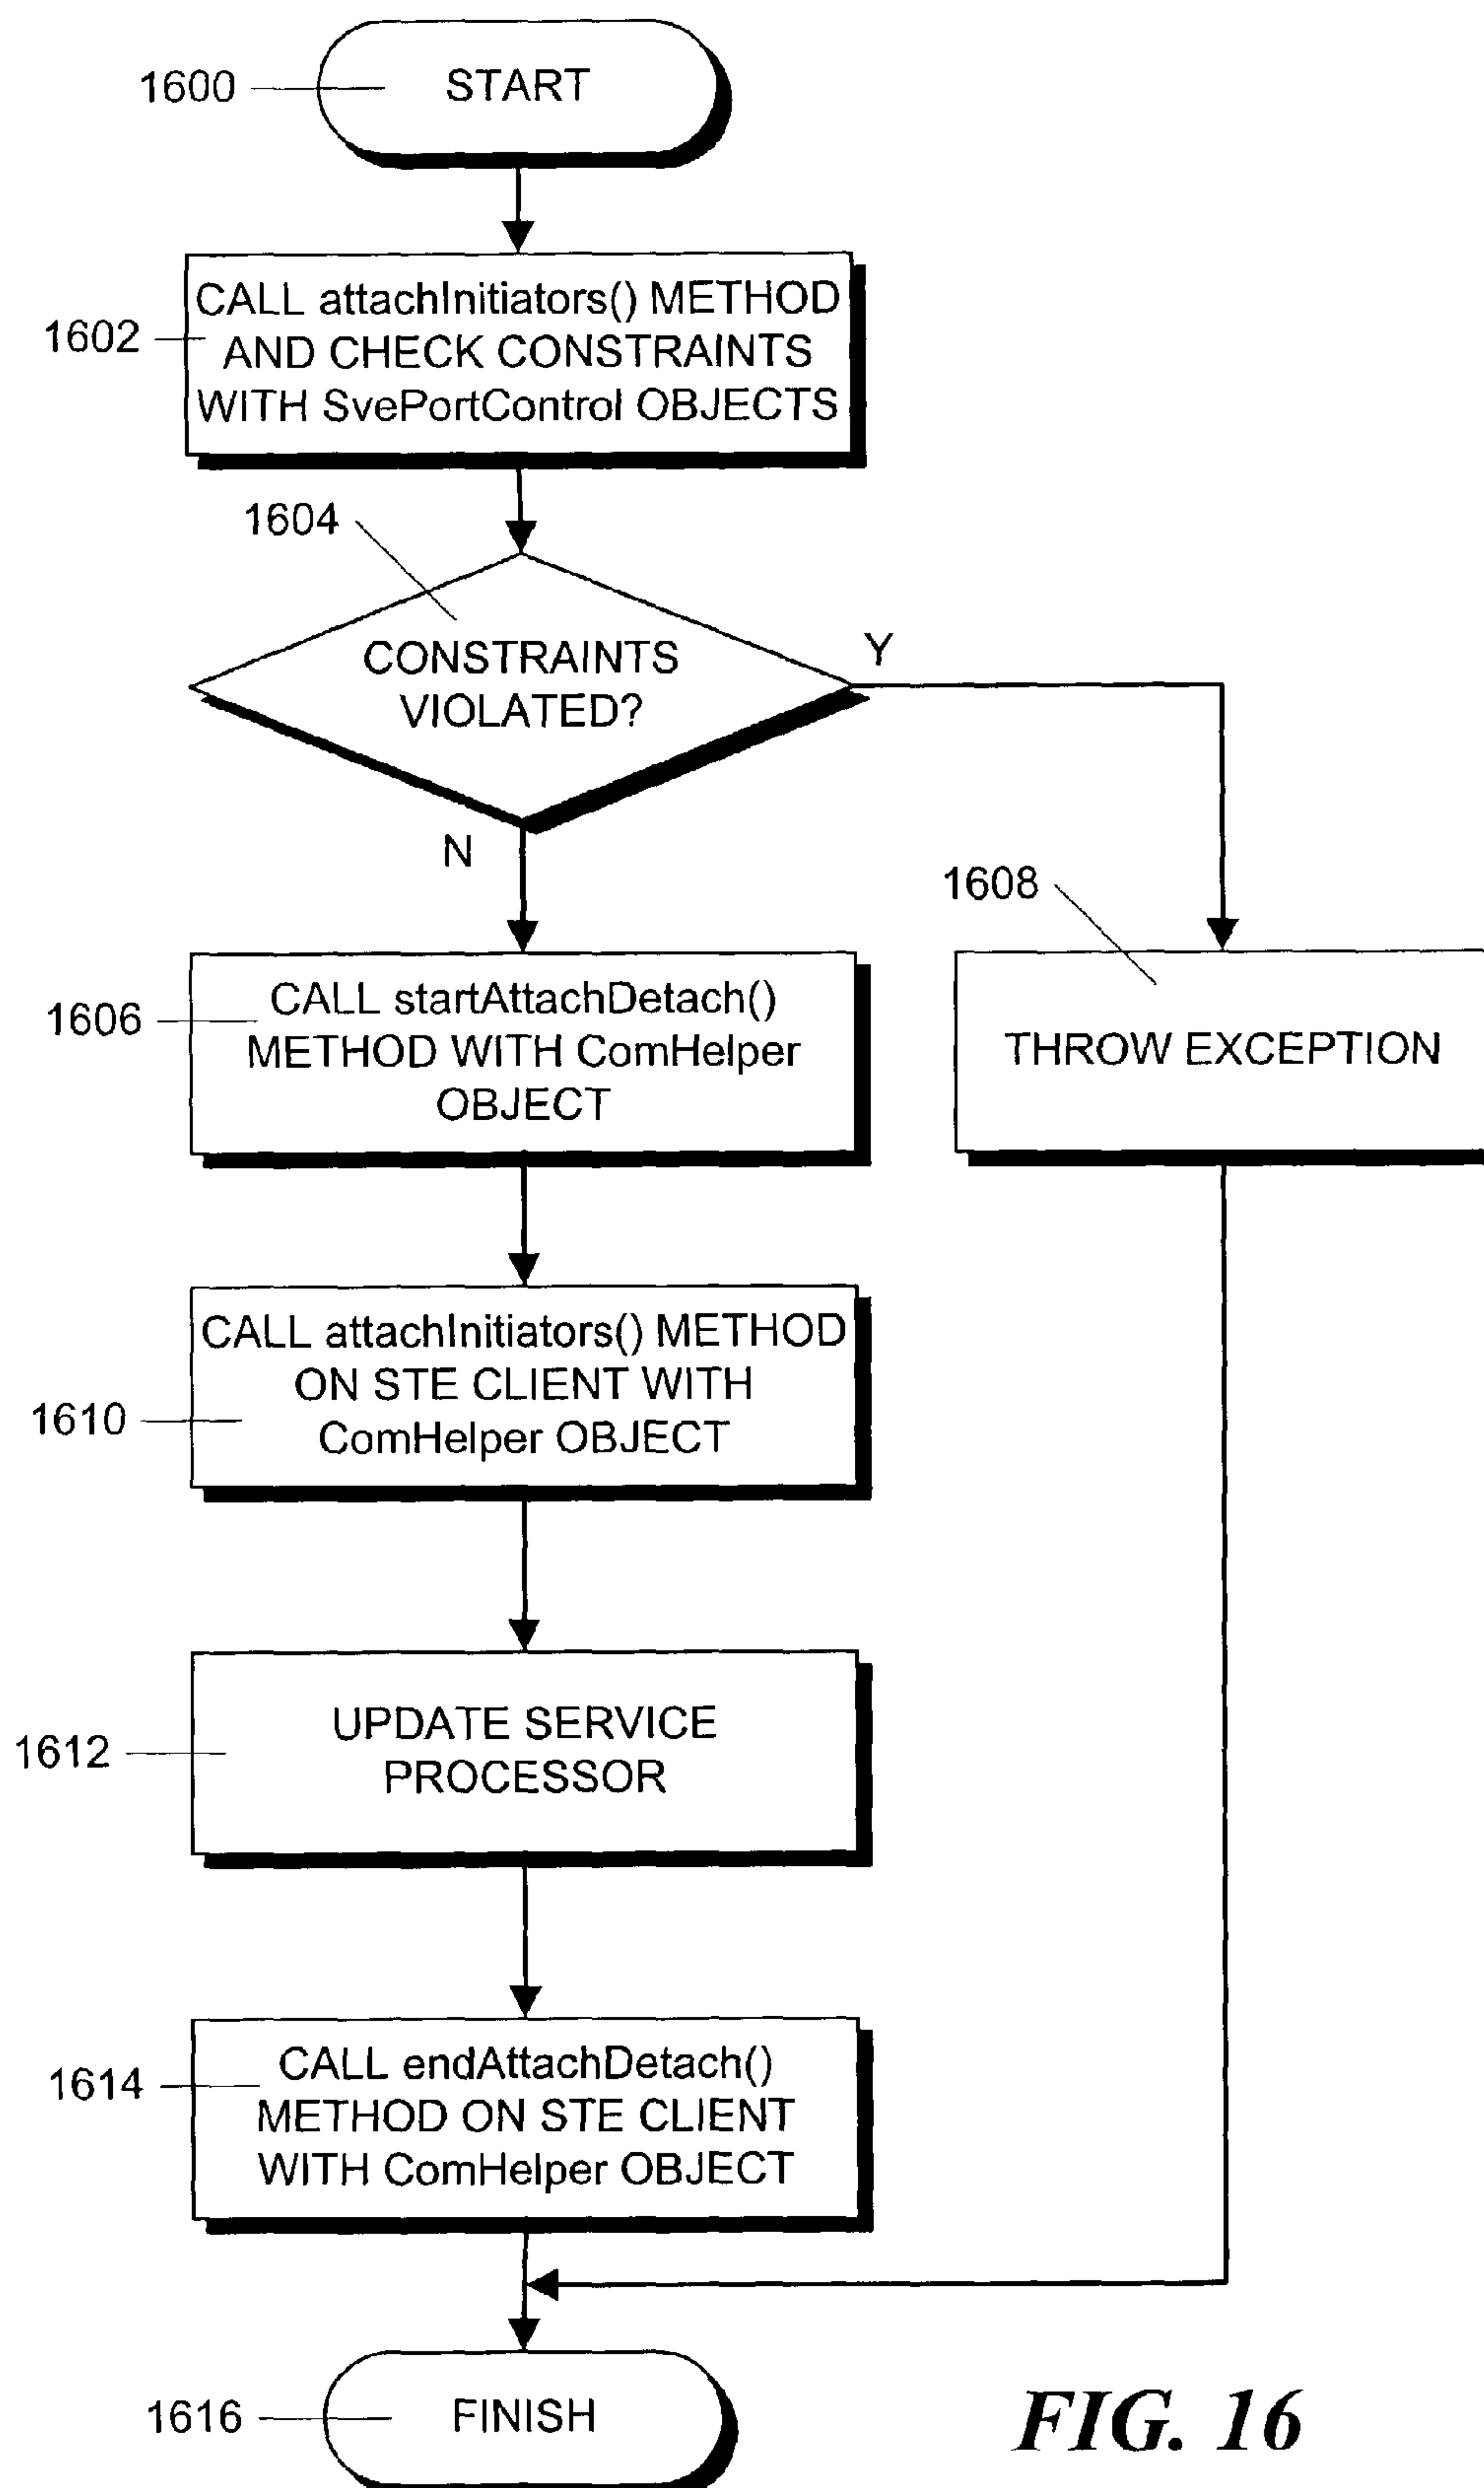 1600
START
1602
CALL attachInitiators() METHOD
AND CHECK CONSTRAINTS
WITH SvePortControl OBJECTS
1604
CONSTRAINTS
VIOLATED?
Y
N
1606
CALL startAttachDetach()
METHOD WITH ComHelper
OBJECT
1608
THROW EXCEPTION
1610
CALL attachInitiators() METHOD
ON STE CLIENT WITH
ComHelper OBJECT
1612
UPDATE SERVICE
PROCESSOR
1614
CALL endAttachDetach()
METHOD ON STE CLIENT
WITH ComHelper OBJECT
1616
FINISH
FIG. 16